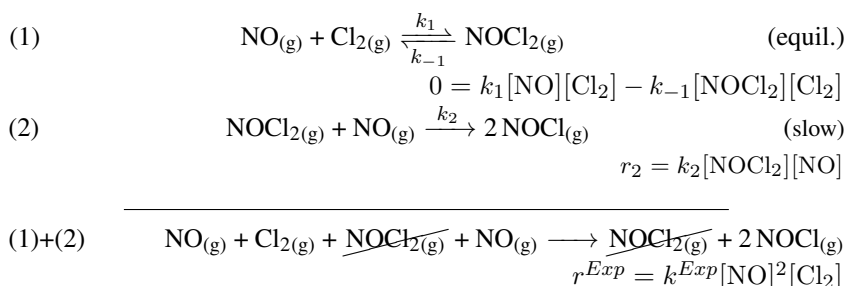 (1) NO(g) + Cl2(g) ⇌ NOCl2(g) k1 k−1 (equil.)
0 = k1[NO][Cl2] − k−1[NOCl2][Cl2]
(2) NOCl2(g) + NO(g) ⟶ 2 NOCl(g) k2 (slow)
r2 = k2[NOCl2][NO]
(1)+(2) NO(g) + Cl2(g) + NOCl2(g) + NO(g) ⟶ NOCl2(g) + 2 NOCl(g)
r^Exp = k^Exp[NO]^2[Cl2]